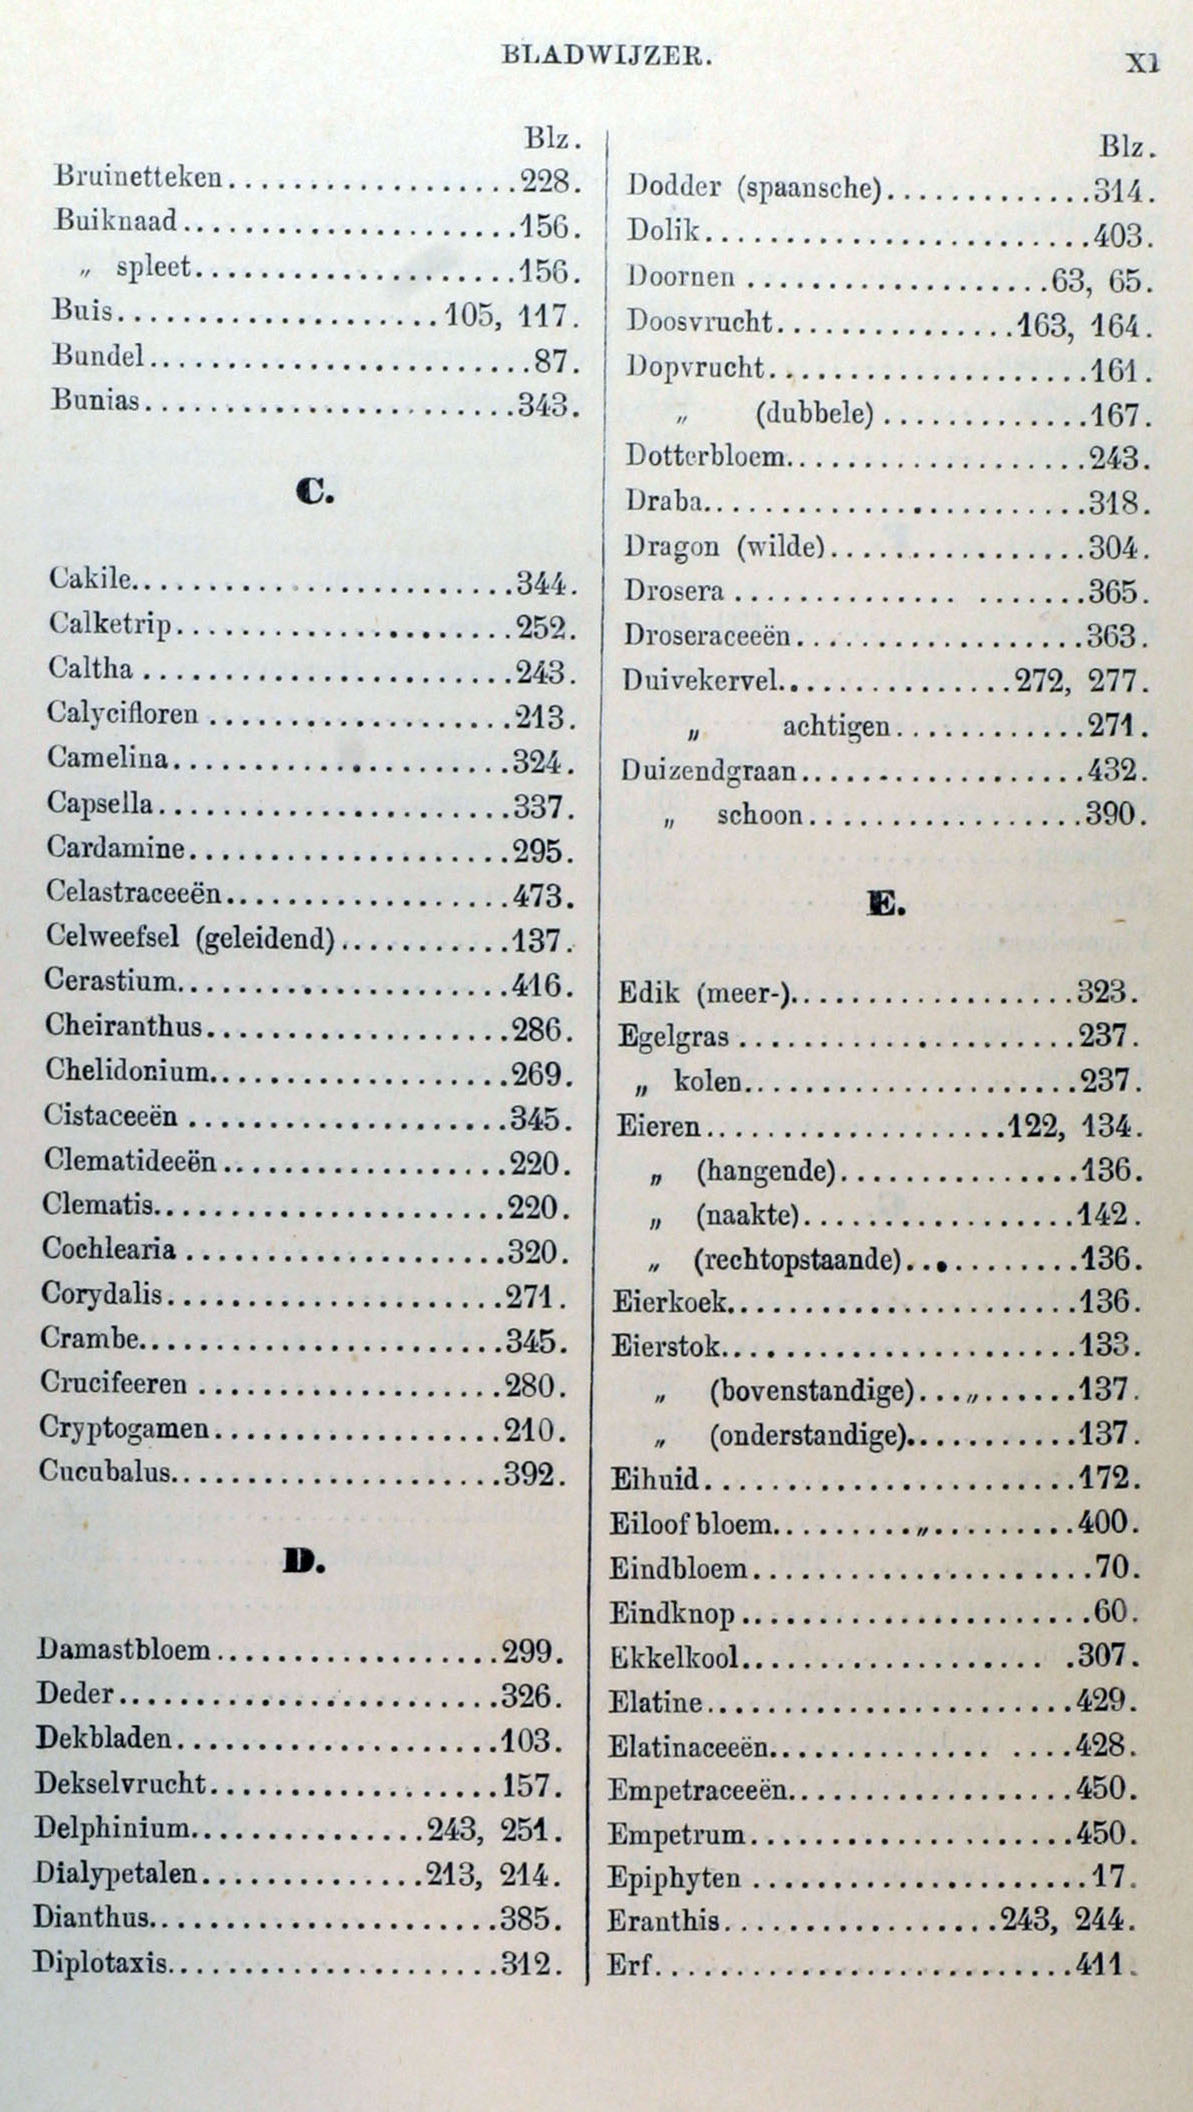 BLADWIJZER. XI
Blz.
Bruinetteken..................228.
Buiknaad.....................156.
„ spleet....................156.
Buis....................105, 117.
Bundel........................87.
Bunias.......................343.
C.
Cakile........................344.
Calketrip.....................252.
Caltha.......................243.
Calycifloren...................213.
Camelina.....................324.
Capsella......................337.
Cardamine....................295.
Celastraceeën..................473.
Celweefsel (geleidend)...........137.
Cerastium.....................416.
Cheiranthus...................286.
Chelidonium...................269.
Cistaceeën....................345.
Clematideeën..................220.
Clematis......................220.
Cochlearia....................320.
Corydalis.....................271.
Crambe.......................345.
Crucifeeren...................280.
Cryptogamen..................210.
Cucubalus.....................392.
D.
Damastbloem..................299.
Deder........................326.
Dekbladen....................103.
Dekselvrucht..................157.
Delphinium...............243, 251.
Dialypetalen..............213, 214.
Dianthus......................385.
Diplotaxis.....................312.
Blz.
Dodder (spaansche).............314.
Dolik........................403.
Doornen...................63, 65.
Doosvrucht...............163, 164.
Dopvrucht....................161.
„ (dubbele).............167.
Dotterbloem...................243.
Draba........................318.
Dragon (wilde)................304.
Drosera......................365.
Droseraceeën..................363.
Duivekervel...............272, 277.
„ achtigen............271.
Duizendgraan..................432.
„ schoon.................390.
E.
Edik (meer-)..................323.
Egelgras.....................237.
„ kolen.....................237.
Eieren...................122, 134.
„ (hangende)...............136.
„ (naakte).................142.
„ (rechtopstaande)...........136.
Eierkoek......................136.
Eierstok......................133.
„ (bovenstandige)...„......137.
„ (onderstandige)...........137.
Eihuid.......................172.
Eiloof bloem.........„.........400.
Eindbloem.....................70.
Eindknop......................60.
Ekkelkool....................307.
Elatine.......................429.
Elatinaceeën..................428.
Empetraceeën..................450.
Empetrum....................450.
Epiphyten.....................17.
Eranthis.................243, 244.
Erf..........................411.